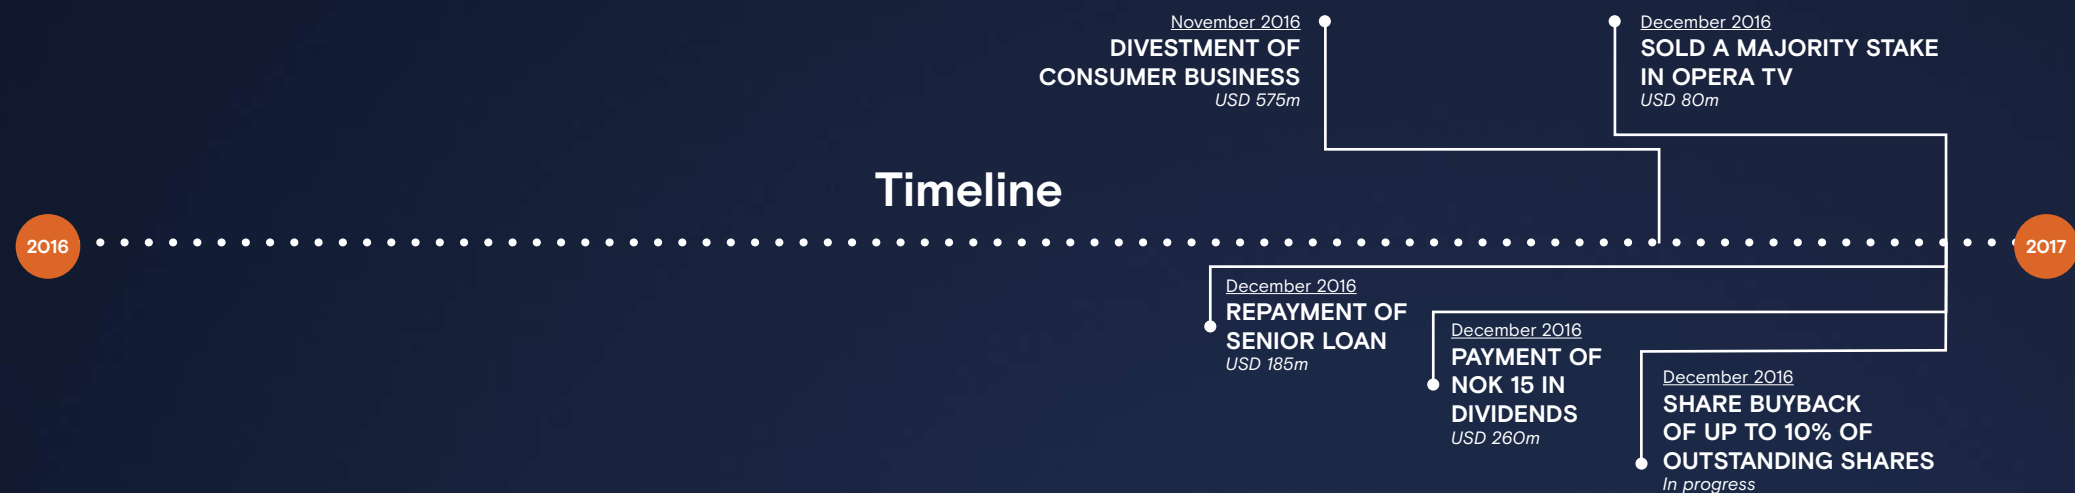 November 2016
DIVESTMENT OF
CONSUMER BUSINESS
USD 575m
December 2016
SOLD A MAJORITY STAKE
IN OPERA TV
USD 80m
Timeline
2016
2017
December 2016
REPAYMENT OF
SENIOR LOAN
USD 185m
December 2016
PAYMENT OF
NOK 15 IN
DIVIDENDS
USD 260m
December 2016
SHARE BUYBACK
OF UP TO 10% OF
OUTSTANDING SHARES
In progress